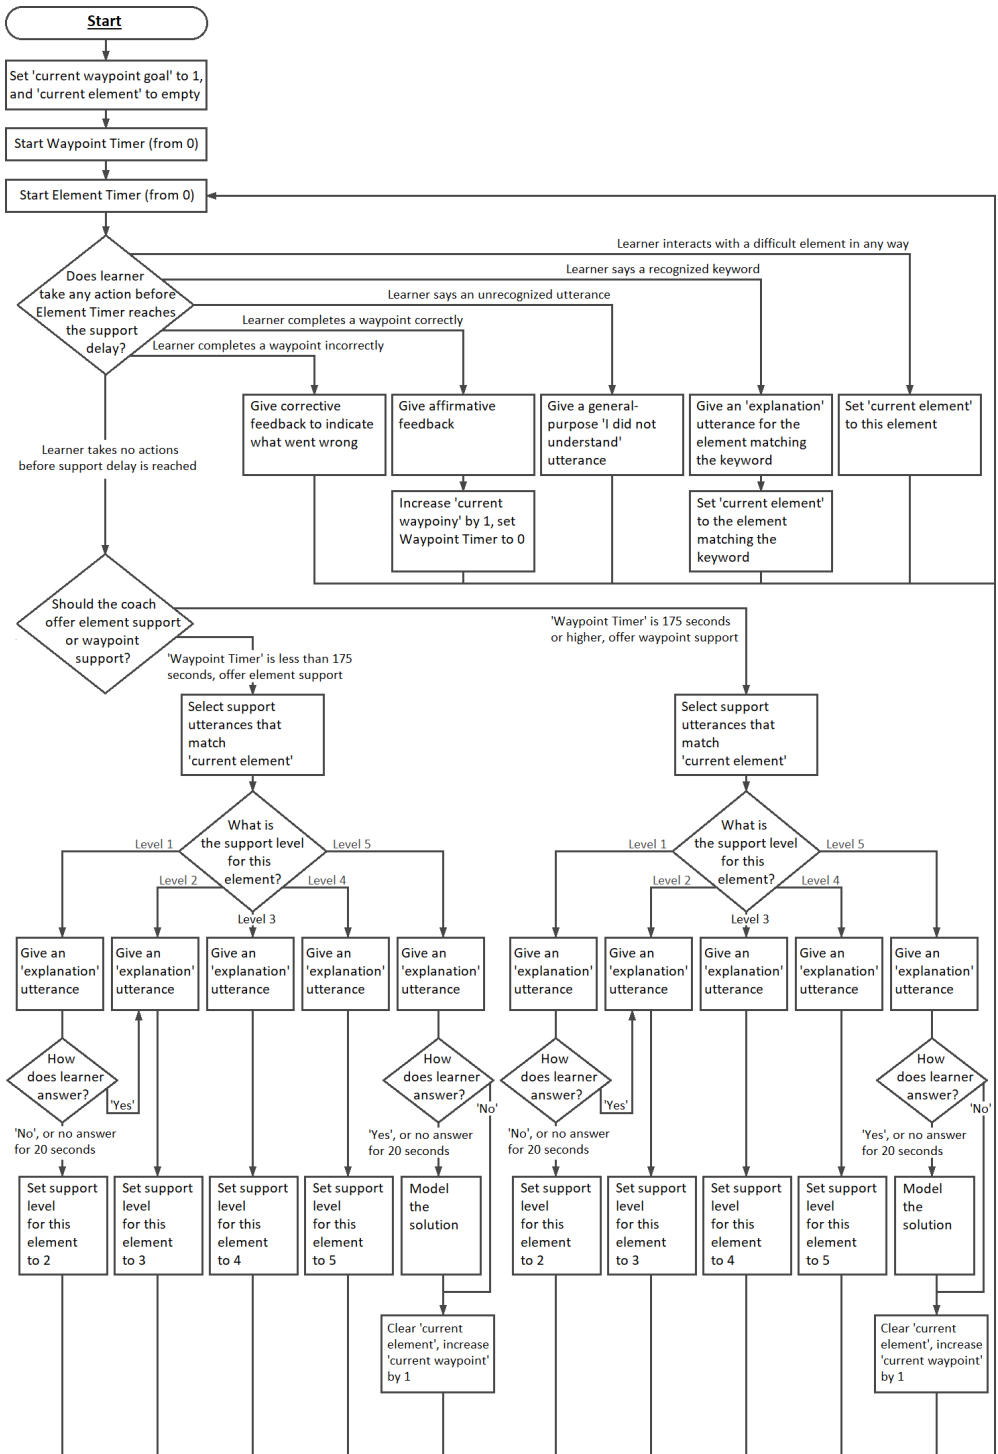 Start
Set 'current waypoint goal' to 1,
and 'current element' to empty
Start Waypoint Timer (from 0)
Start Element Timer (from 0)
Does learner
take any action before
Element Timer reaches
the support
delay?
Learner interacts with a difficult element in any way
Learner says a recognized keyword
Learner says an unrecognized utterance
Learner completes a waypoint correctly
Learner completes a waypoint incorrectly
Give corrective
feedback to indicate
what went wrong
Give affirmative
feedback
Give a general-
purpose 'I did not
understand'
utterance
Give an 'explanation'
utterance for the
element matching
the keyword
Set 'current element'
to this element
Learner takes no actions
before support delay is reached
Increase 'current
waypoiny' by 1, set
Waypoint Timer to 0
Set 'current element'
to the element
matching the
keyword
Should the coach
offer element support
or waypoint
support?
'Waypoint Timer' is 175 seconds
or higher, offer waypoint support
'Waypoint Timer' is less than 175
seconds, offer element support
Select support
utterances that
match
'current element'
Select support
utterances that
match
'current element'
What is
the support level
for this
element?
Level 1
Level 2
Level 3
Level 4
Level 5
What is
the support level
for this
element?
Level 1
Level 2
Level 3
Level 4
Level 5
Give an
'explanation'
utterance
Give an
'explanation'
utterance
Give an
'explanation'
utterance
Give an
'explanation'
utterance
Give an
'explanation'
utterance
Give an
'explanation'
utterance
Give an
'explanation'
utterance
Give an
'explanation'
utterance
Give an
'explanation'
utterance
Give an
'explanation'
utterance
How
does learner
answer?
'Yes'
'No', or no answer
for 20 seconds
How
does learner
answer?
'No'
'Yes', or no answer
for 20 seconds
How
does learner
answer?
'Yes'
'No', or no answer
for 20 seconds
How
does learner
answer?
'No'
'Yes', or no answer
for 20 seconds
Set support
level
for this
element
to 2
Set support
level
for this
element
to 3
Set support
level
for this
element
to 4
Set support
level
for this
element
to 5
Model
the
solution
Set support
level
for this
element
to 2
Set support
level
for this
element
to 3
Set support
level
for this
element
to 4
Set support
level
for this
element
to 5
Model
the
solution
Clear 'current
element', increase
'current waypoint'
by 1
Clear 'current
element', increase
'current waypoint'
by 1